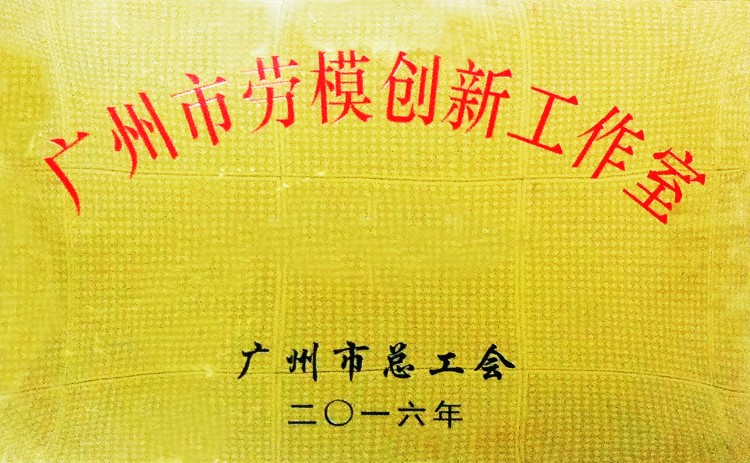 广州市劳模创新工作室
广州市总工会
二〇一六年